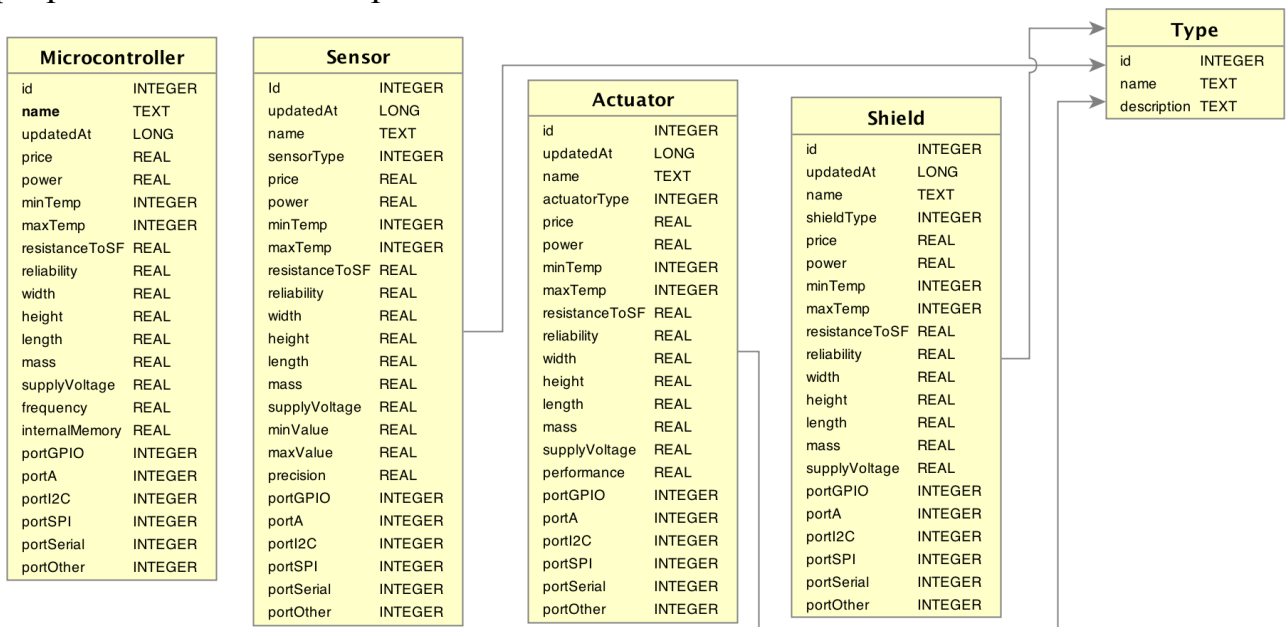 Microcontroller
id INTEGER
name TEXT
updatedAt LONG
price REAL
power REAL
minTemp INTEGER
maxTemp INTEGER
resistanceToSF REAL
reliability REAL
width REAL
height REAL
length REAL
mass REAL
supplyVoltage REAL
frequency REAL
internalMemory REAL
portGPIO INTEGER
portA INTEGER
portI2C INTEGER
portSPI INTEGER
portSerial INTEGER
portOther INTEGER
Sensor
Id INTEGER
updatedAt LONG
name TEXT
sensorType INTEGER
price REAL
power REAL
minTemp INTEGER
maxTemp INTEGER
resistanceToSF REAL
reliability REAL
width REAL
height REAL
length REAL
mass REAL
supplyVoltage REAL
minValue REAL
maxValue REAL
precision REAL
portGPIO INTEGER
portA INTEGER
portI2C INTEGER
portSPI INTEGER
portSerial INTEGER
portOther INTEGER
Actuator
id INTEGER
updatedAt LONG
name TEXT
actuatorType INTEGER
price REAL
power REAL
minTemp INTEGER
maxTemp INTEGER
resistanceToSF REAL
reliability REAL
width REAL
height REAL
length REAL
mass REAL
supplyVoltage REAL
performance REAL
portGPIO INTEGER
portA INTEGER
portI2C INTEGER
portSPI INTEGER
portSerial INTEGER
portOther INTEGER
Shield
id INTEGER
updatedAt LONG
name TEXT
shieldType INTEGER
price REAL
power REAL
minTemp INTEGER
maxTemp INTEGER
resistanceToSF REAL
reliability REAL
width REAL
height REAL
length REAL
mass REAL
supplyVoltage REAL
portGPIO INTEGER
portA INTEGER
portI2C INTEGER
portSPI INTEGER
portSerial INTEGER
portOther INTEGER
Type
id INTEGER
name TEXT
description TEXT